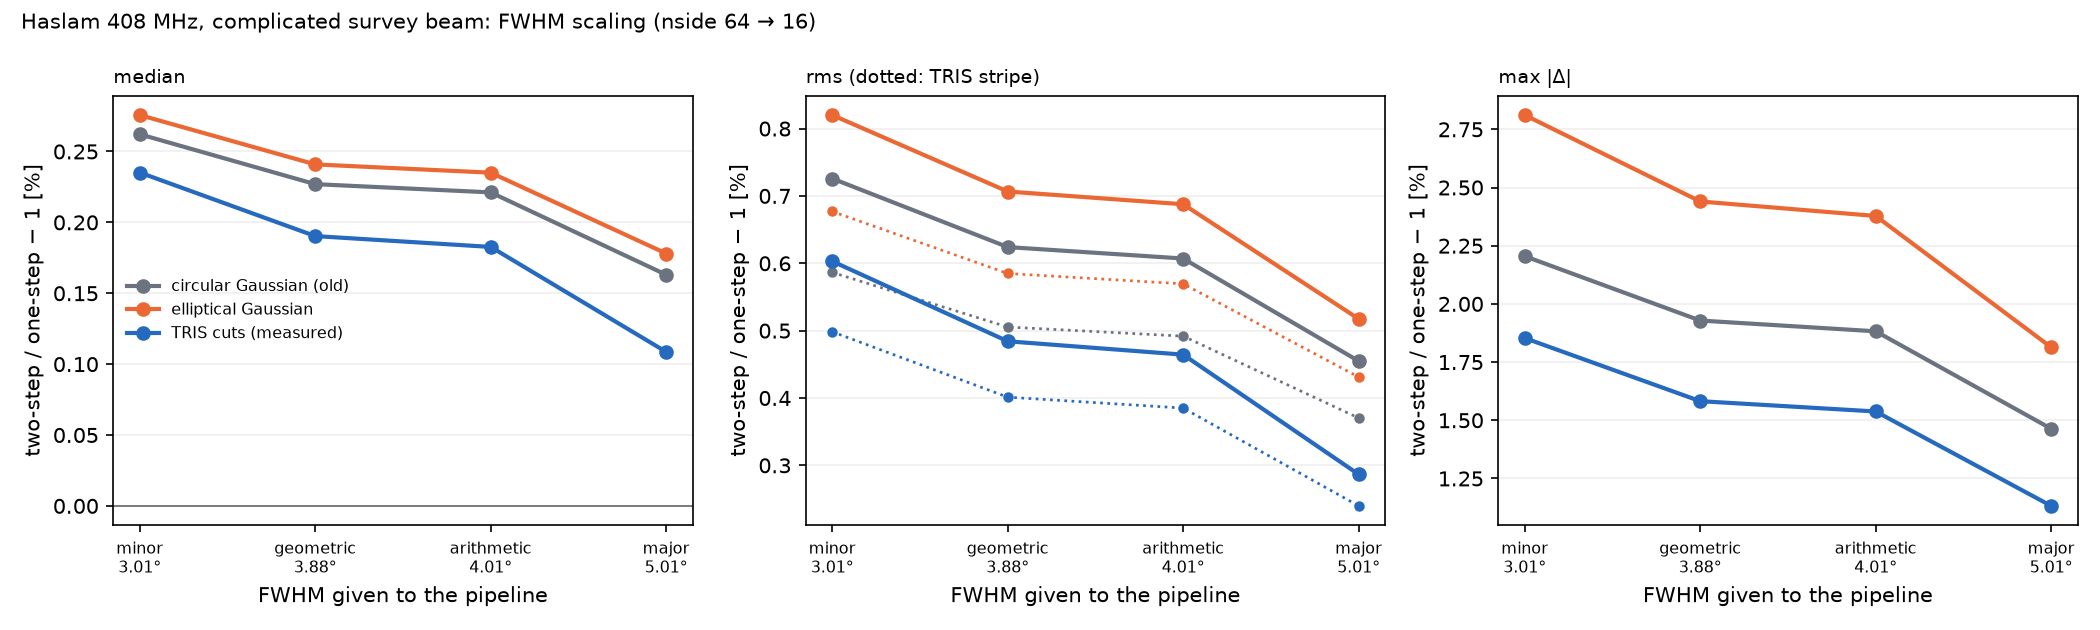 Haslam 408 MHz, complicated survey beam: FWHM scaling (nside 64 → 16)
median
two-step / one-step − 1 [%]
0.25
0.20
0.15
0.10
0.05
0.00
circular Gaussian (old)
elliptical Gaussian
TRIS cuts (measured)
minor geometric arithmetic major
3.01° 3.88° 4.01° 5.01°
FWHM given to the pipeline
rms (dotted: TRIS stripe)
two-step / one-step − 1 [%]
0.8
0.7
0.6
0.5
0.4
0.3
minor geometric arithmetic major
3.01° 3.88° 4.01° 5.01°
FWHM given to the pipeline
max |Δ|
two-step / one-step − 1 [%]
2.75
2.50
2.25
2.00
1.75
1.50
1.25
minor geometric arithmetic major
3.01° 3.88° 4.01° 5.01°
FWHM given to the pipeline